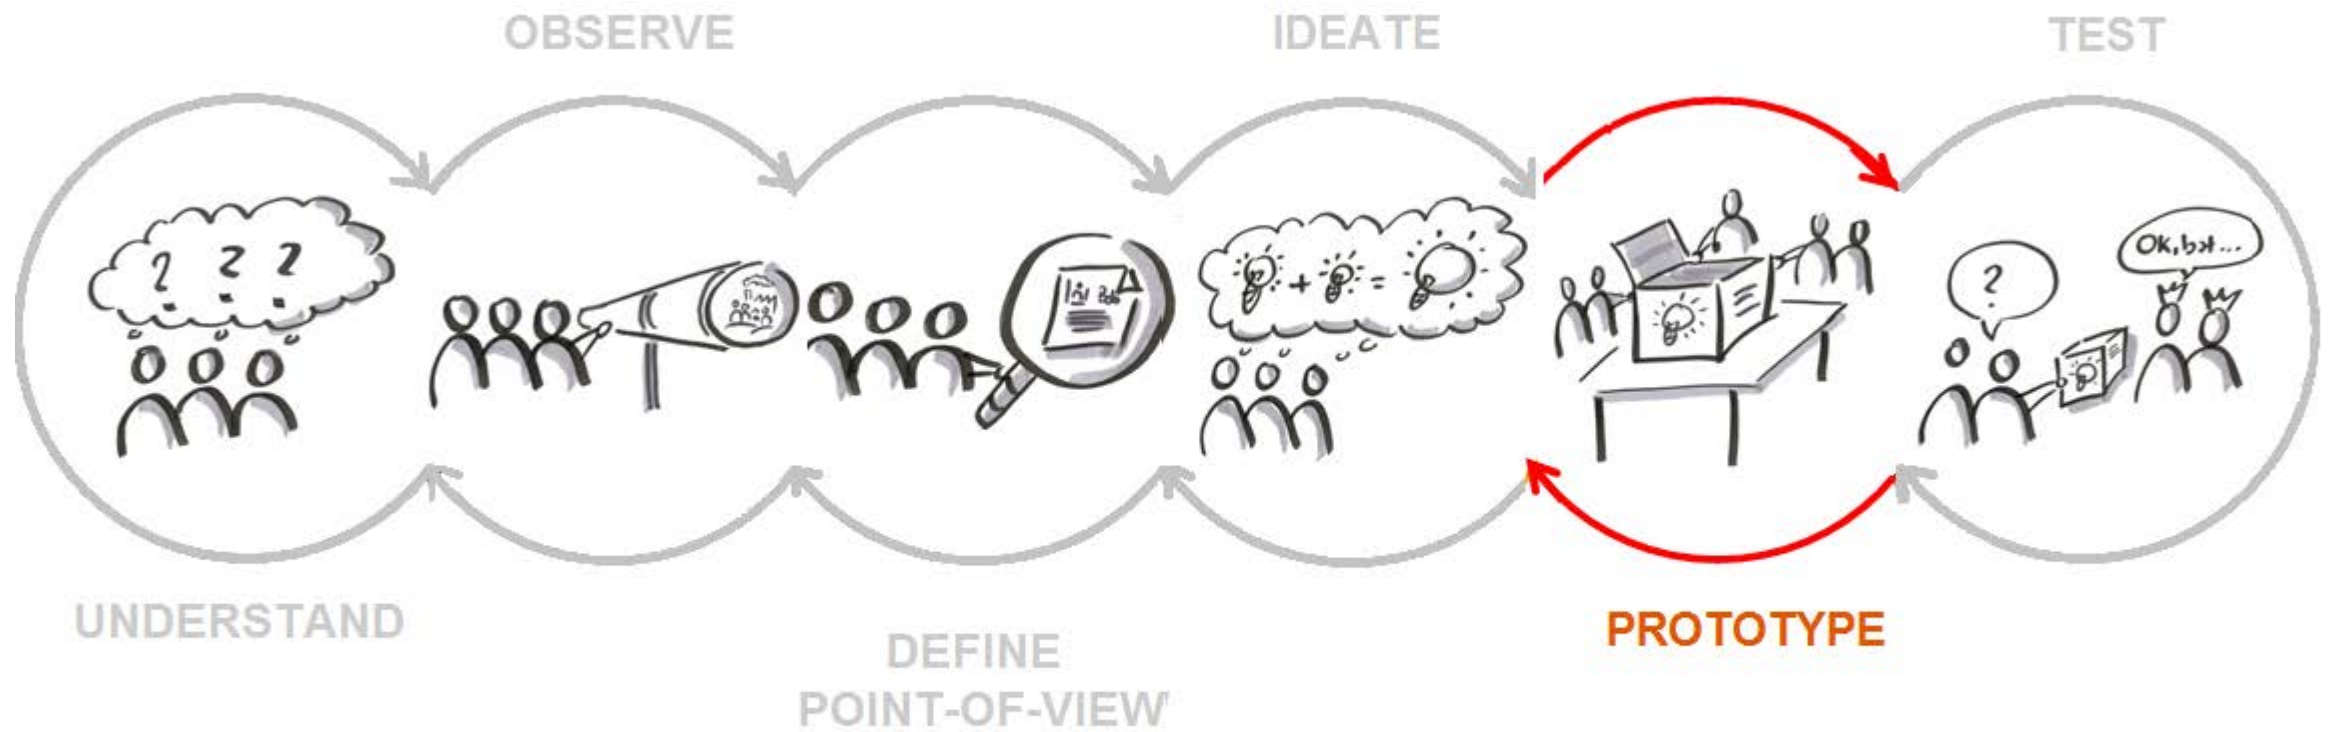 OBSERVE
IDEATE
TEST
? ? ?
+ =
?
Ok, but...
UNDERSTAND
DEFINE
POINT-OF-VIEW
PROTOTYPE